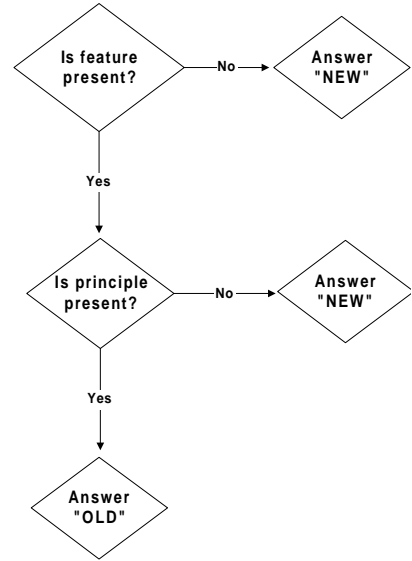 Is feature
present?
No
Answer
"NEW"
Yes
Is principle
present?
No
Answer
"NEW"
Yes
Answer
"OLD"